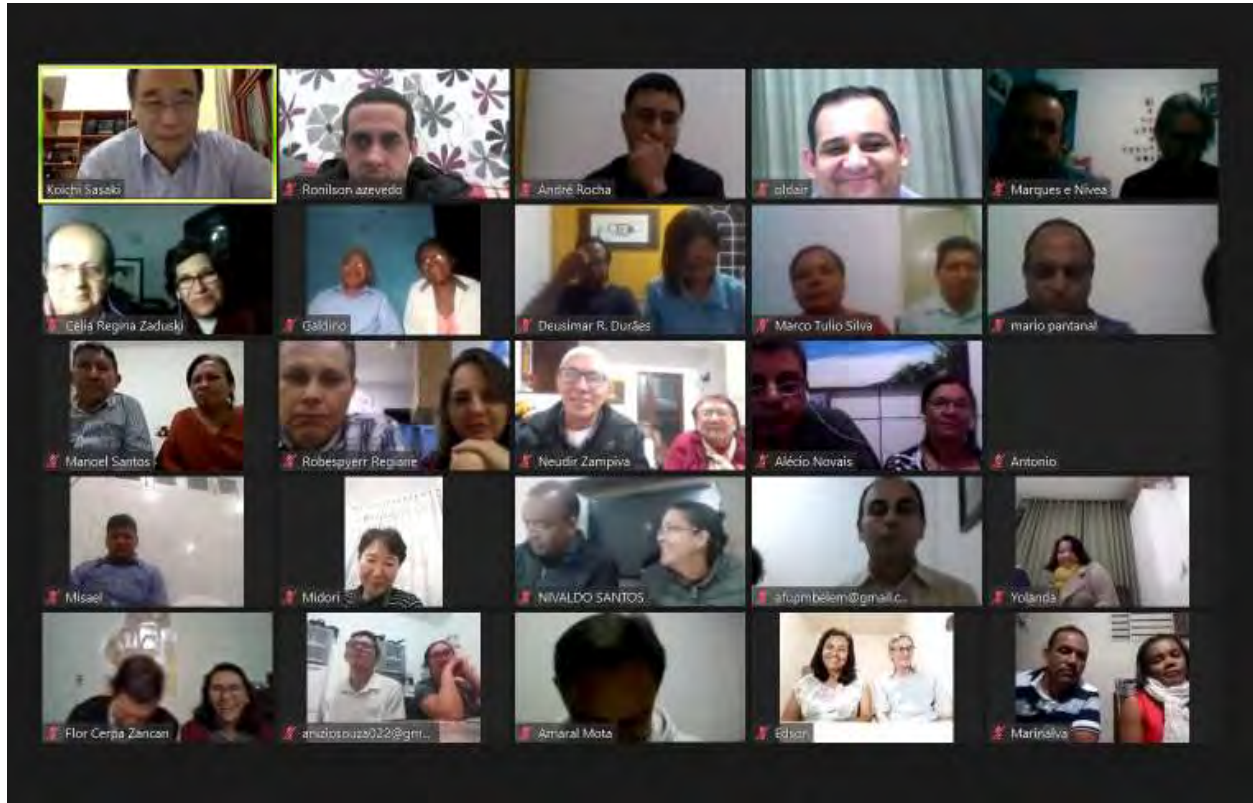 Koichi Sasaki
Ronilson azevedo
André Rocha
oldair
Marques e Nivea
Célia Regina Zaduski
Galdino
Deusimar R. Durães
Marco Tulio Silva
mario pantanal
Manoel Santos
Robespyerr Regiane
Neudir Zampiva
Alécio Novais
Antonio
Misael
Midori
NIVALDO SANTOS...
afupmbelem@gmail.c...
Yolanda
Flor Cerpa Zancan
aniziosouza022@gm...
Amaral Mota
Edson
Marinalva